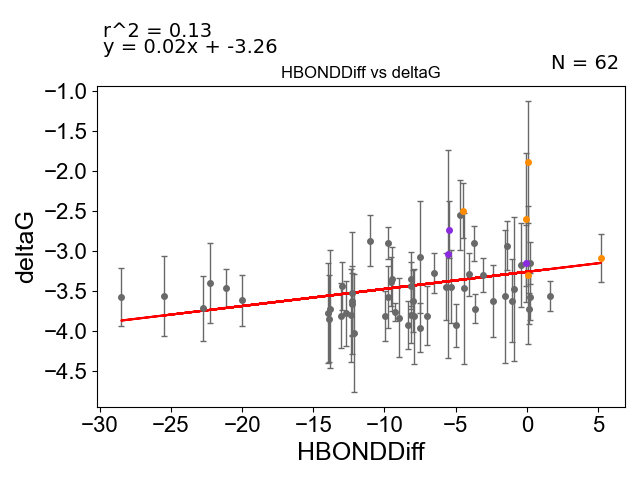 r^2 = 0.13
y = 0.02x + -3.26
N = 62
HBONDDiff vs deltaG
−1.0
−1.5
−2.0
−2.5
−3.0
−3.5
−4.0
−4.5
deltaG
−30 −25 −20 −15 −10 −5 0 5
HBONDDiff